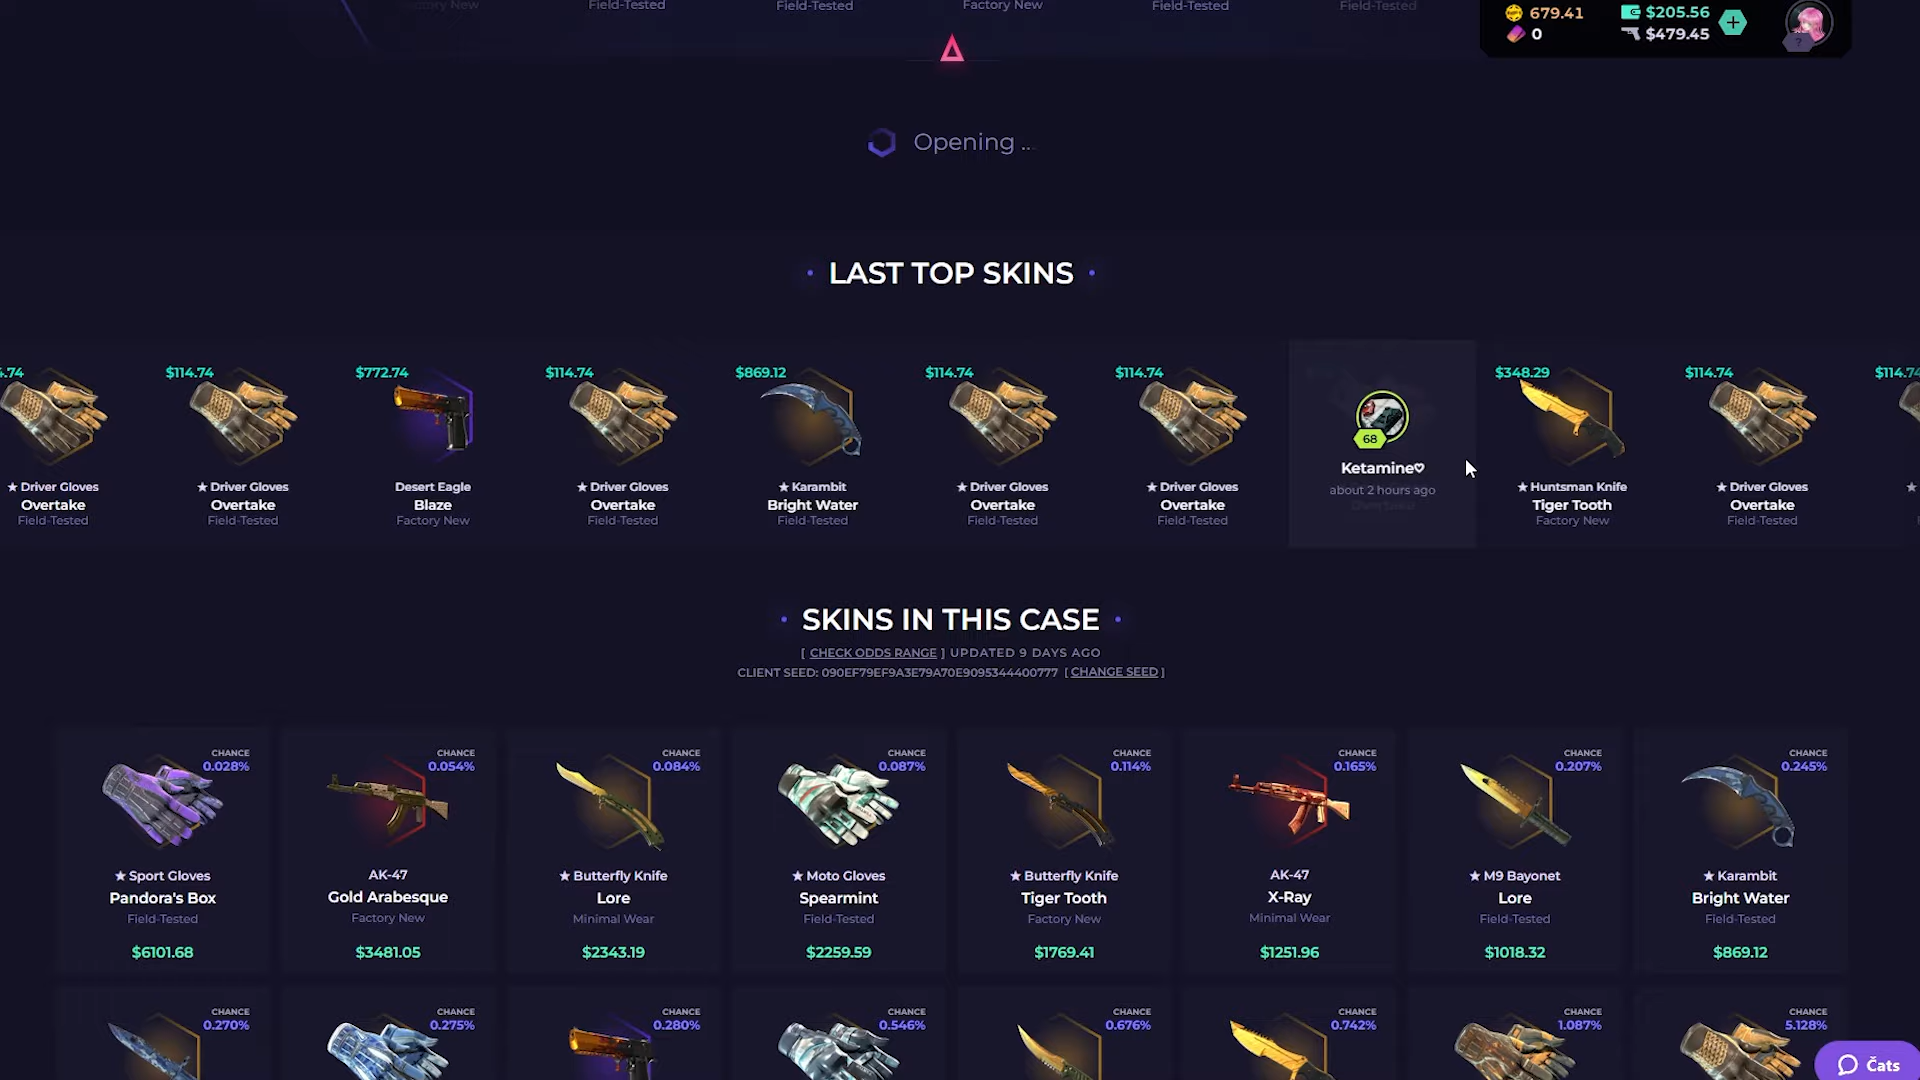 Factory New
Field-Tested
Field-Tested
Factory New
Field-Tested
Field-Tested
679.41
$205.56
0
$479.45
?
Opening ...
LAST TOP SKINS
$114.74
$772.74
$114.74
$869.12
$114.74
$114.74
$348.29
$114.74
68
★ Driver Gloves
Overtake
Field-Tested
★ Driver Gloves
Overtake
Field-Tested
Desert Eagle
Blaze
Factory New
★ Driver Gloves
Overtake
Field-Tested
★ Karambit
Bright Water
Field-Tested
★ Driver Gloves
Overtake
Field-Tested
★ Driver Gloves
Overtake
Field-Tested
Ketamine♡
about 2 hours ago
★ Huntsman Knife
Tiger Tooth
Factory New
★ Driver Gloves
Overtake
Field-Tested
SKINS IN THIS CASE
[ CHECK ODDS RANGE ] UPDATED 9 DAYS AGO
CLIENT SEED: 090EF79EF9A3E79A70E9095344400777 [ CHANGE SEED ]
CHANCE
0.028%
★ Sport Gloves
Pandora's Box
Field-Tested
$6101.68
CHANCE
0.054%
AK-47
Gold Arabesque
Factory New
$3481.05
CHANCE
0.084%
★ Butterfly Knife
Lore
Minimal Wear
$2343.19
CHANCE
0.087%
★ Moto Gloves
Spearmint
Field-Tested
$2259.59
CHANCE
0.114%
★ Butterfly Knife
Tiger Tooth
Factory New
$1769.41
CHANCE
0.165%
AK-47
X-Ray
Minimal Wear
$1251.96
CHANCE
0.207%
★ M9 Bayonet
Lore
Field-Tested
$1018.32
CHANCE
0.245%
★ Karambit
Bright Water
Field-Tested
$869.12
CHANCE
0.270%
CHANCE
0.275%
CHANCE
0.280%
CHANCE
0.546%
CHANCE
0.676%
CHANCE
0.742%
CHANCE
1.087%
CHANCE
5.128%
Čats